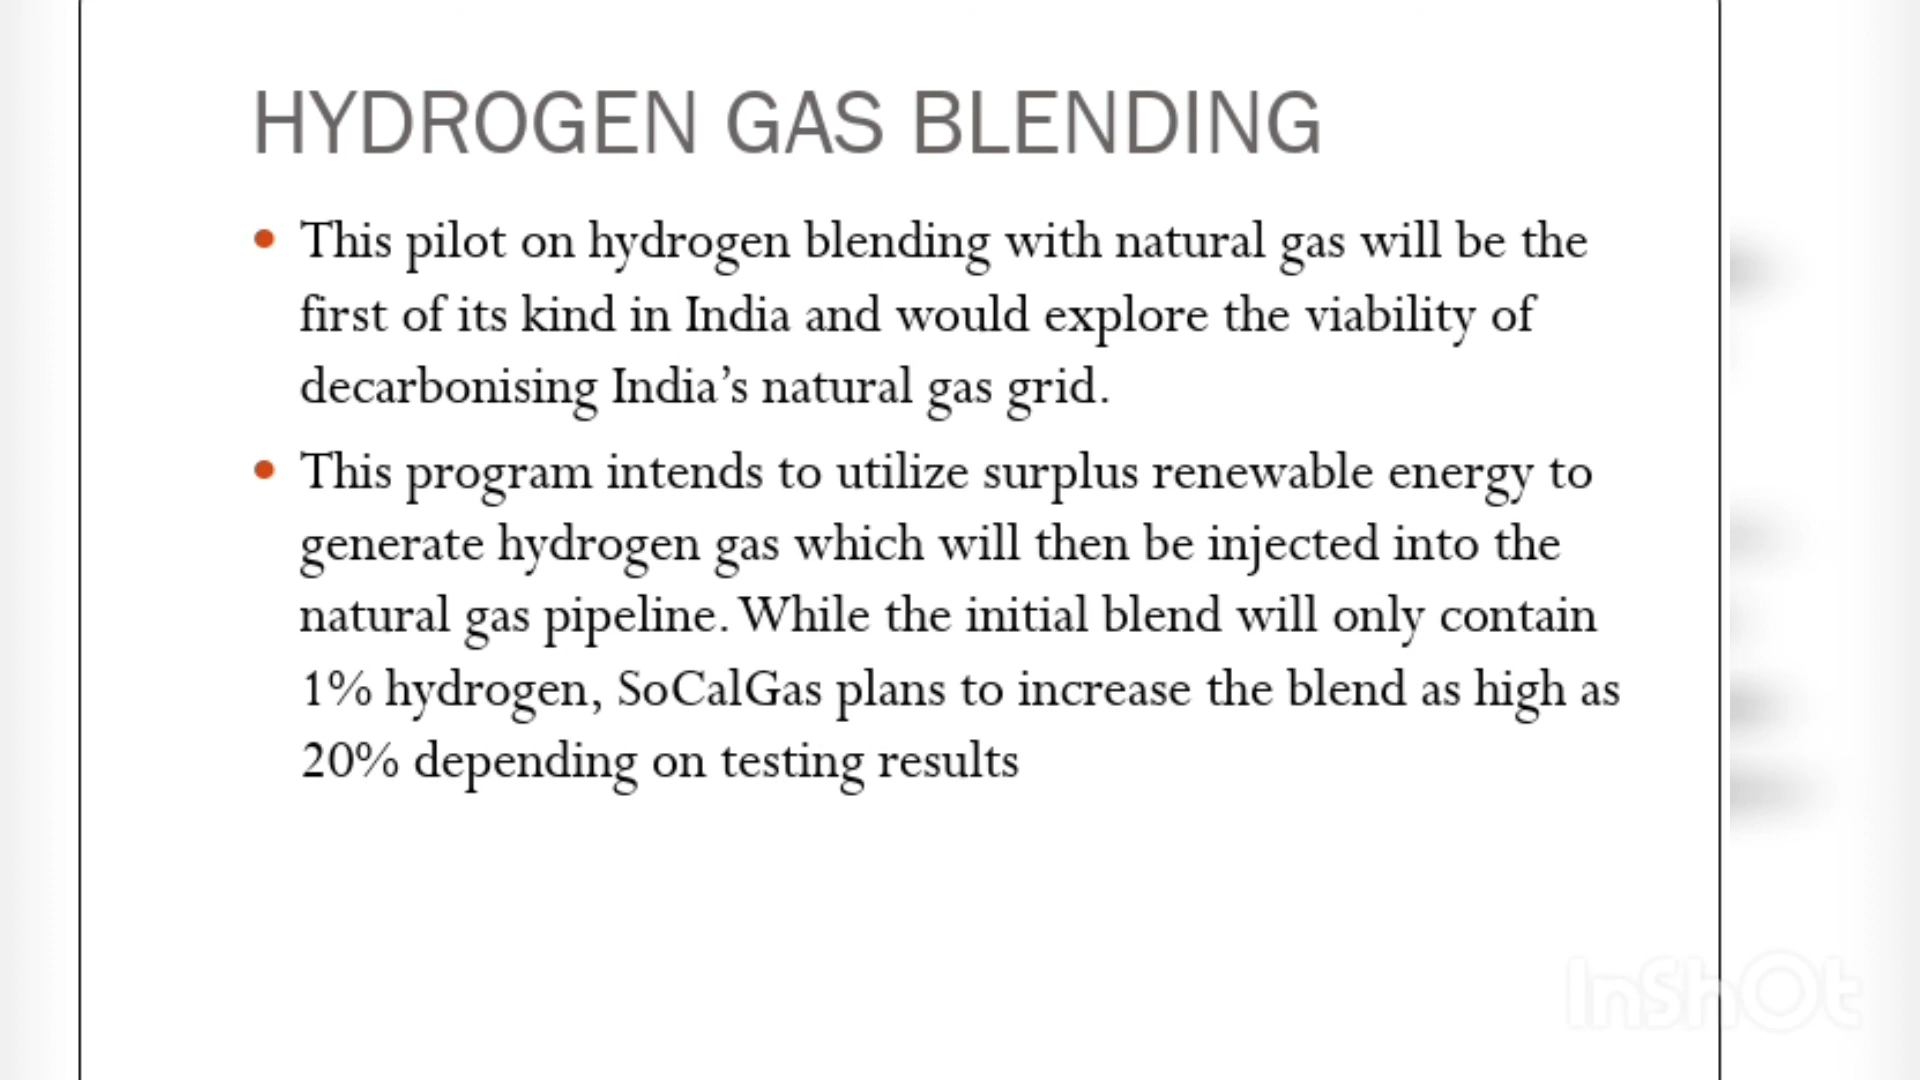 HYDROGEN GAS BLENDING
• This pilot on hydrogen blending with natural gas will be the
first of its kind in India and would explore the viability of
decarbonising India’s natural gas grid.
• This program intends to utilize surplus renewable energy to
generate hydrogen gas which will then be injected into the
natural gas pipeline. While the initial blend will only contain
1% hydrogen, SoCalGas plans to increase the blend as high as
20% depending on testing results
InShOt